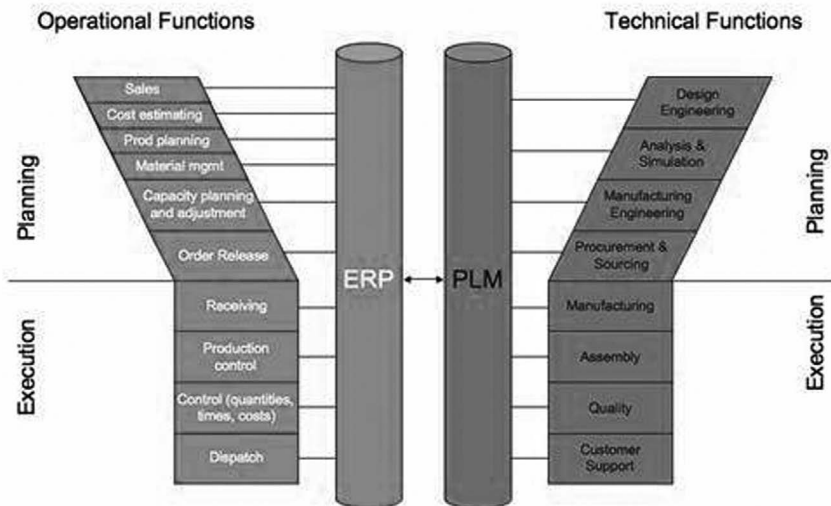 Operational Functions
Technical Functions
Sales
Cost estimating
Prod planning
Material mgmt
Capacity planning
and adjustment
Order Release
Receiving
Production
control
Control (quantities,
times, costs)
Dispatch
Planning
Execution
ERP
PLM
Design
Engineering
Analysis &
Simulation
Manufacturing
Engineering
Procurement &
Sourcing
Manufacturing
Assembly
Quality
Customer
Support
Planning
Execution